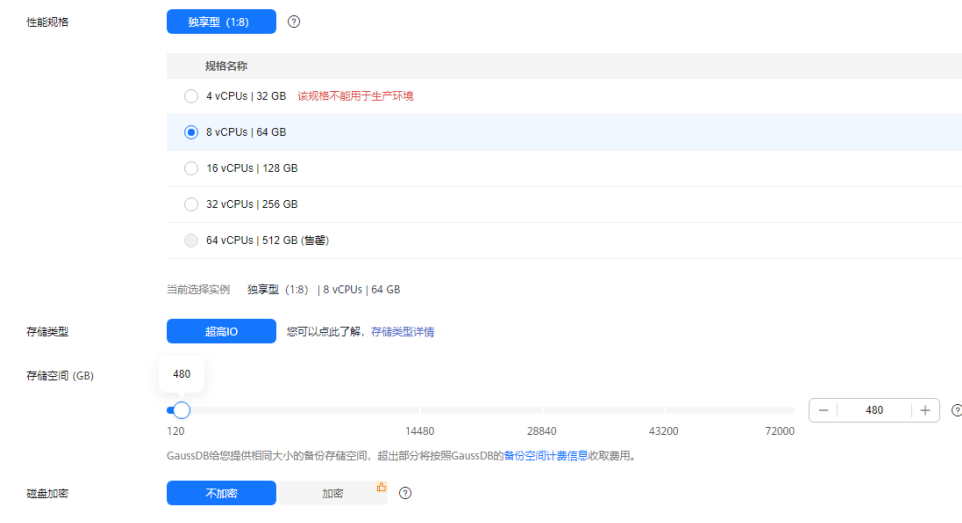 性能规格 独享型（1:8）
规格名称
4 vCPUs | 32 GB 该规格不能用于生产环境
8 vCPUs | 64 GB
16 vCPUs | 128 GB
32 vCPUs | 256 GB
64 vCPUs | 512 GB (售罄)
当前选择实例 独享型（1:8） | 8 vCPUs | 64 GB
存储类型 超高IO 您可以点此了解，存储类型详情
存储空间 (GB) 480
480
120 14480 28840 43200 72000
GaussDB给您提供相同大小的备份存储空间，超出部分将按照GaussDB的备份空间计费信息收取费用。
磁盘加密 不加密 加密